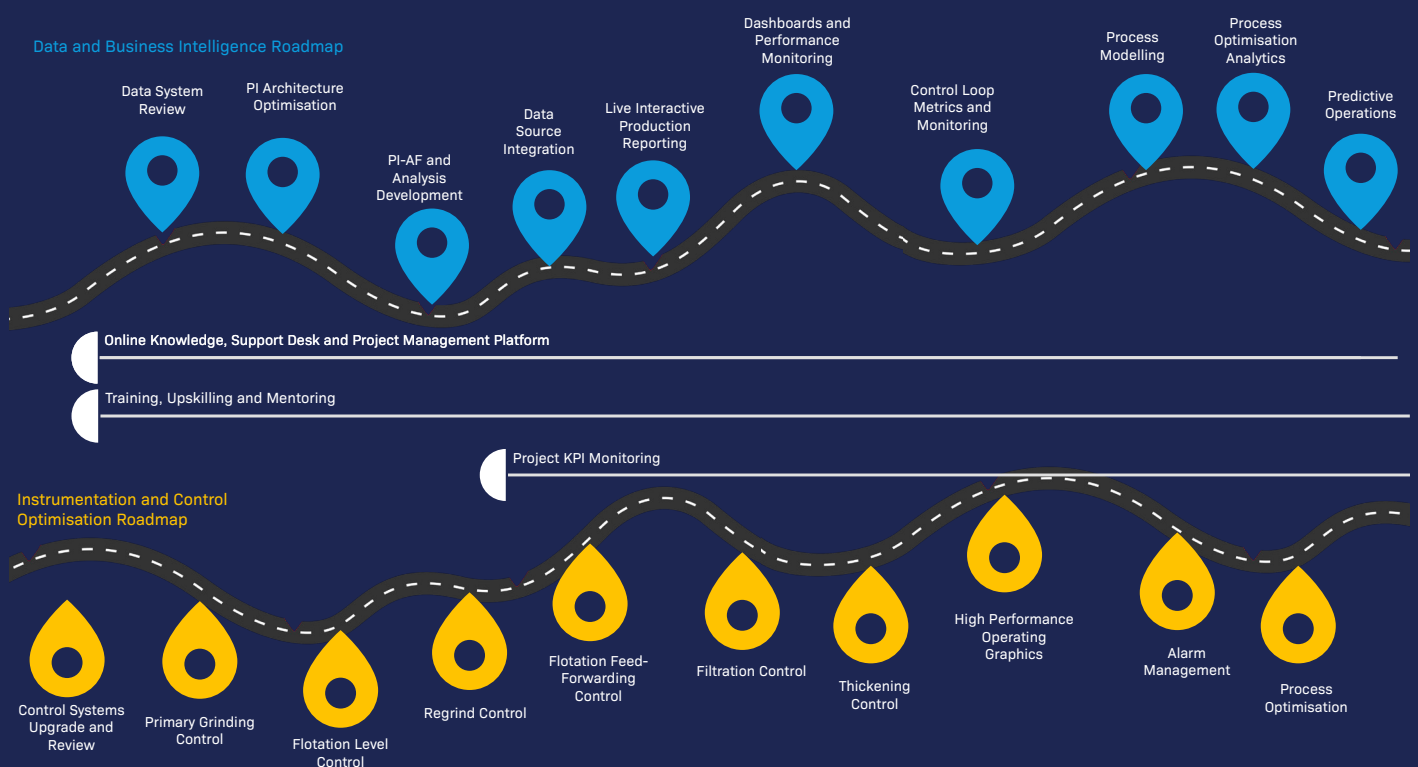 Data and Business Intelligence Roadmap
Data System
Review
PI Architecture
Optimisation
PI-AF and
Analysis
Development
Data
Source
Integration
Live Interactive
Production
Reporting
Dashboards and
Performance
Monitoring
Control Loop
Metrics and
Monitoring
Process
Modelling
Process
Optimisation
Analytics
Predictive
Operations
Online Knowledge, Support Desk and Project Management Platform
Training, Upskilling and Mentoring
Project KPI Monitoring
Instrumentation and Control
Optimisation Roadmap
Control Systems
Upgrade and
Review
Primary Grinding
Control
Flotation Level
Control
Regrind Control
Flotation Feed-
Forwarding
Control
Filtration Control
Thickening
Control
High Performance
Operating
Graphics
Alarm
Management
Process
Optimisation